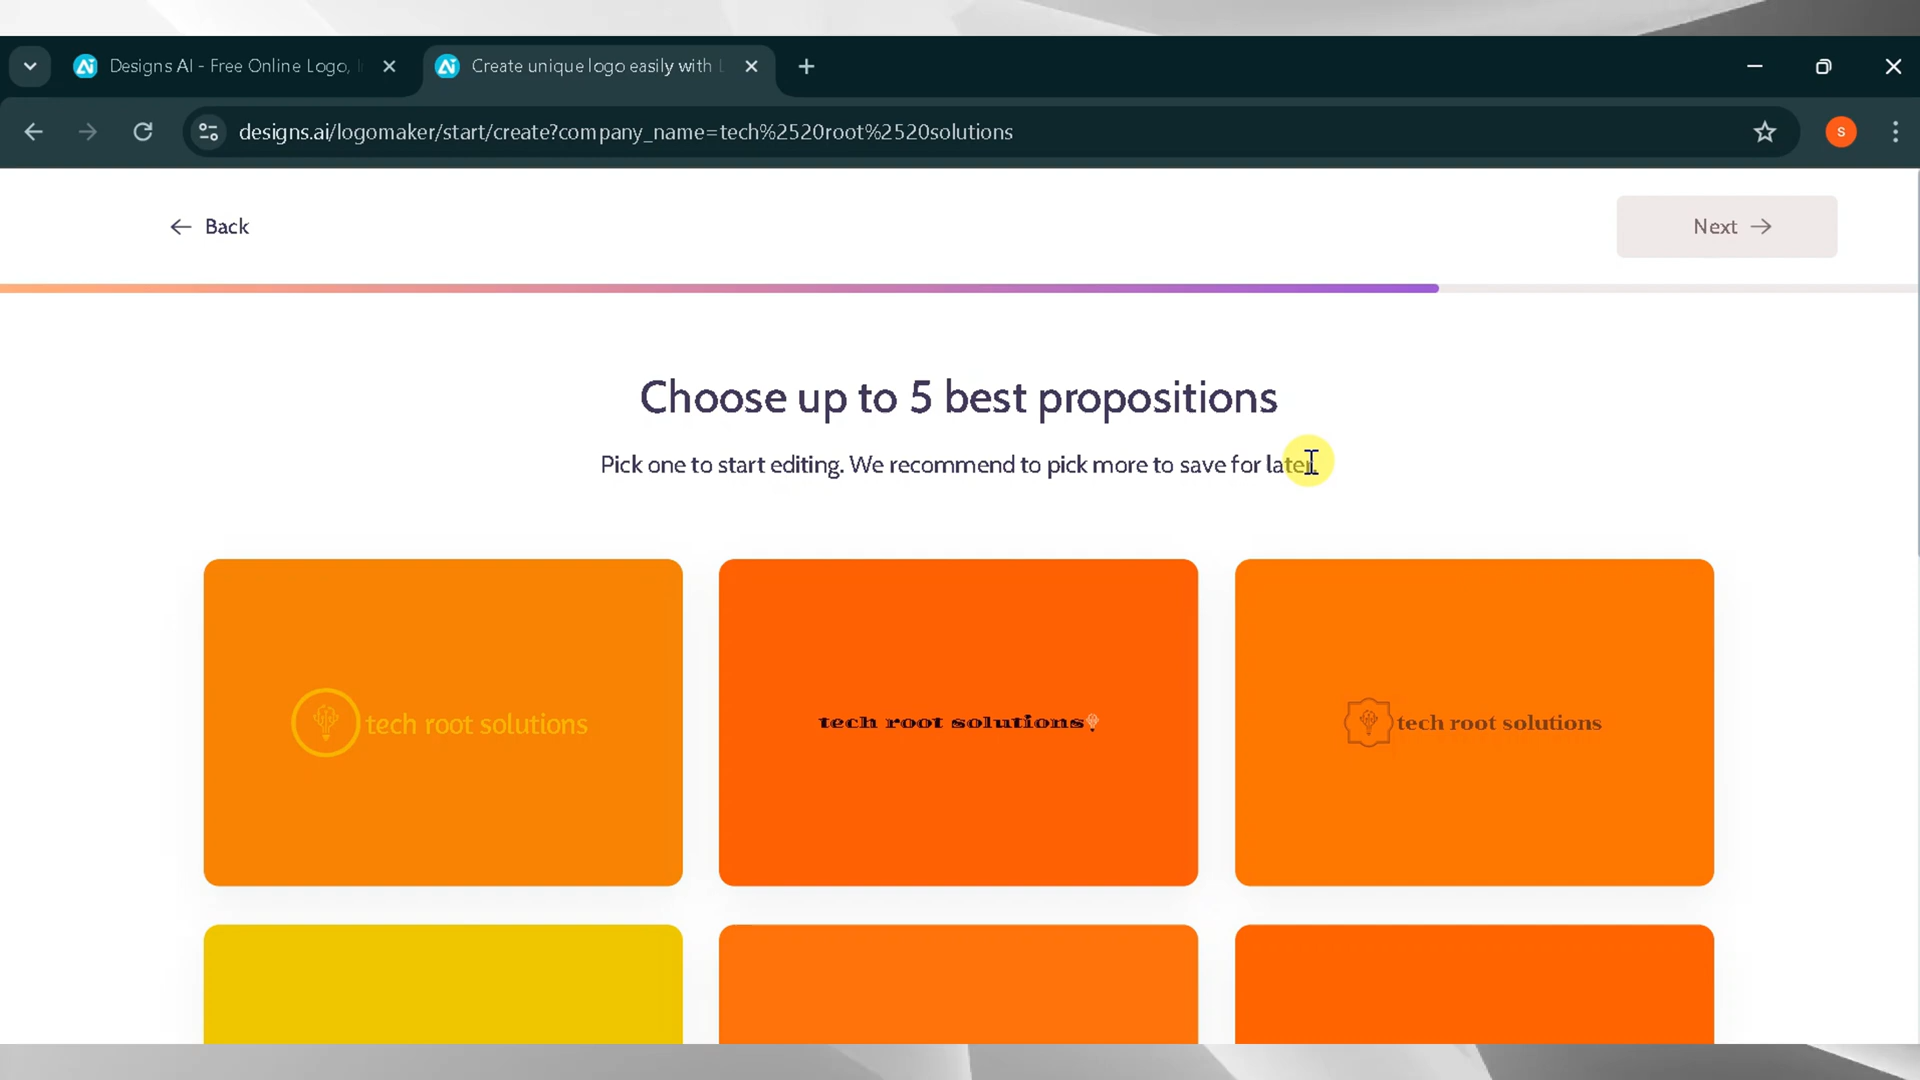 Designs AI - Free Online Logo,
Create unique logo easily with
designs.ai/logomaker/start/create?company_name=tech%2520root%2520solutions
S
Back
Next
Choose up to 5 best propositions
Pick one to start editing. We recommend to pick more to save for later.
tech root solutions
tech root solutions
tech root solutions